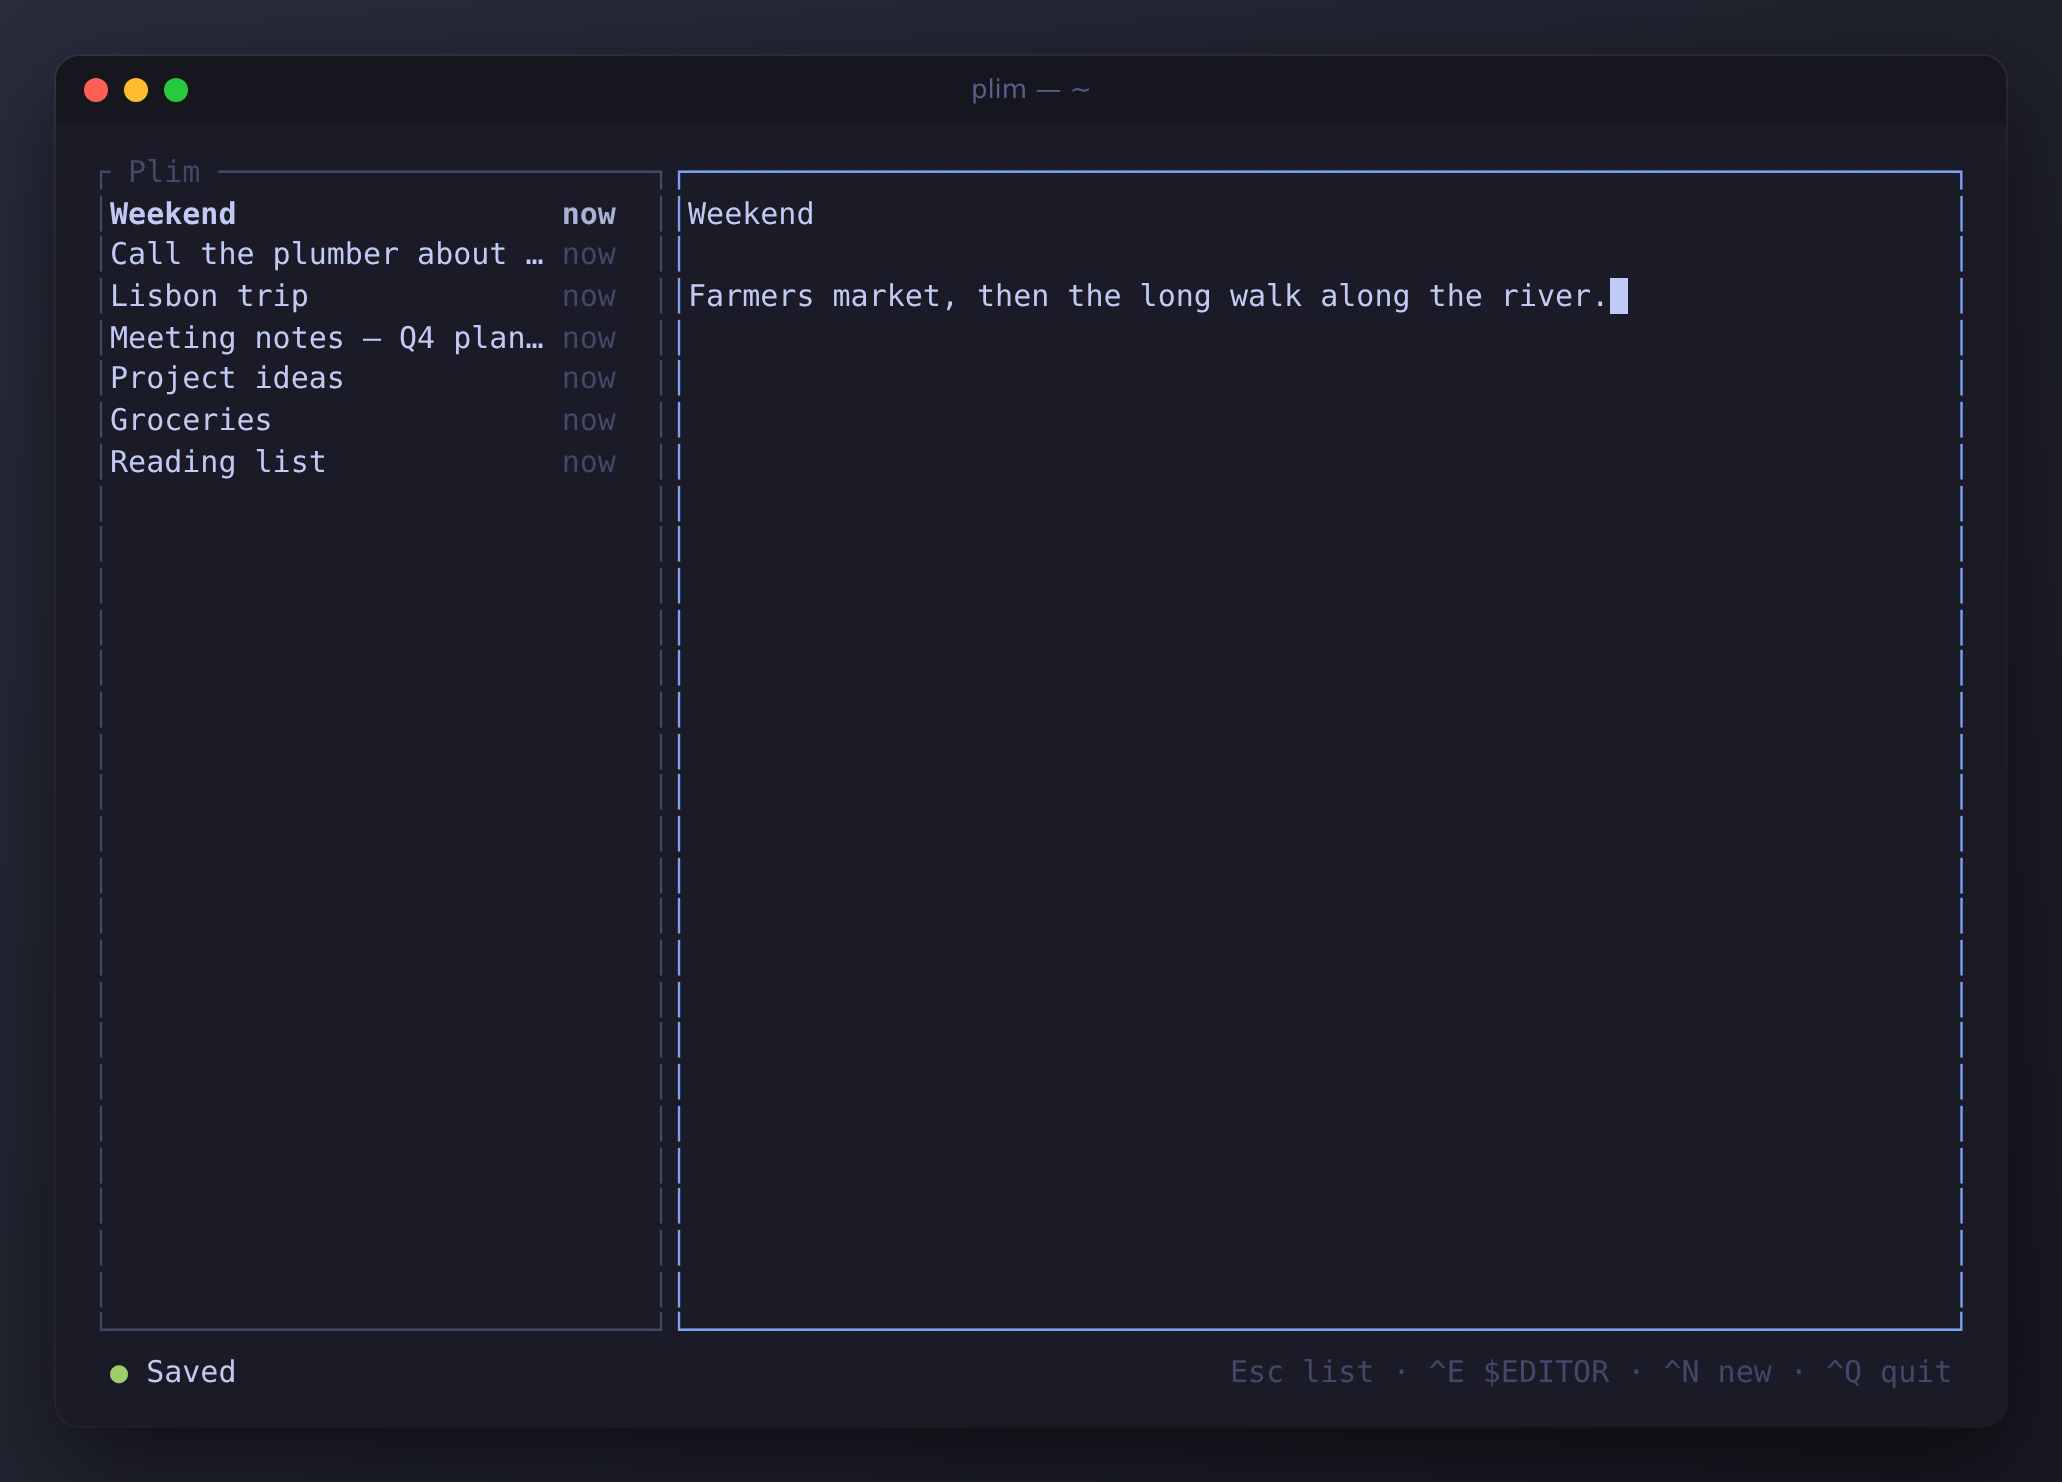 plim — ~
Plim
Weekend now
Call the plumber about … now
Lisbon trip now
Meeting notes — Q4 plan… now
Project ideas now
Groceries now
Reading list now
Weekend
Farmers market, then the long walk along the river.
Saved
Esc list · ^E $EDITOR · ^N new · ^Q quit